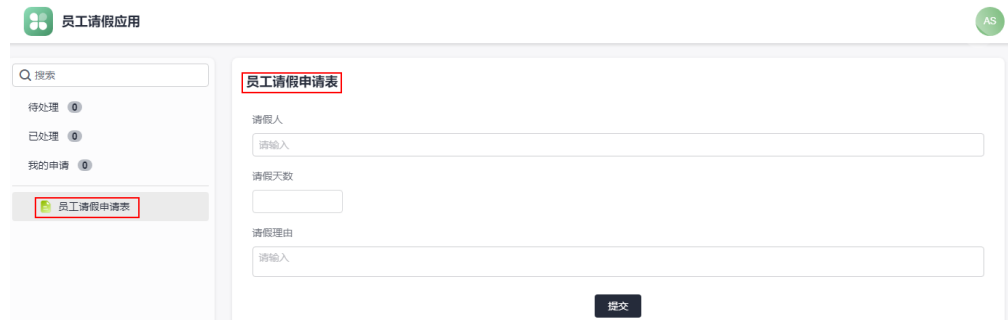 员工请假应用
AS
搜索
待处理 0
已处理 0
我的申请 0
员工请假申请表
员工请假申请表
请假人
请输入
请假天数
请假理由
请输入
提交